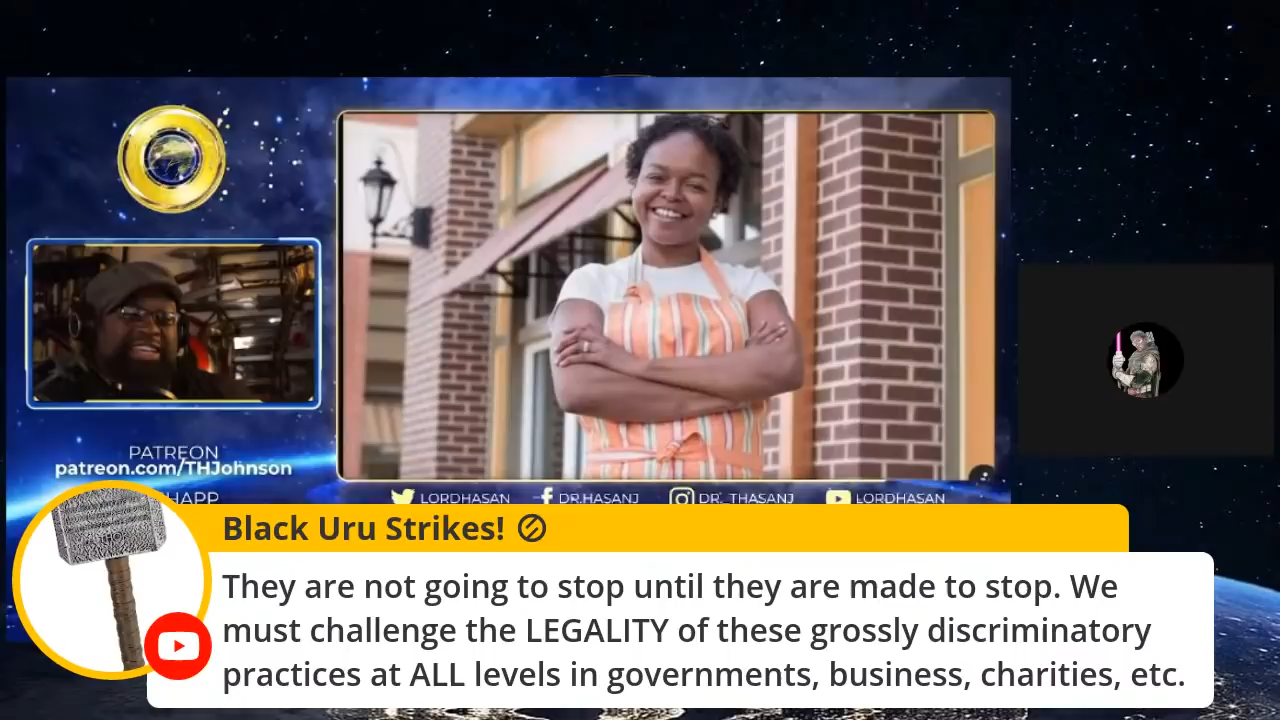 PATREON
patreon.com/THJohnson
HAPP
LORDHASAN
DR.HASANJ
DR._THASANJ
LORDHASAN
Black Uru Strikes!
They are not going to stop until they are made to stop. We
must challenge the LEGALITY of these grossly discriminatory
practices at ALL levels in governments, business, charities, etc.